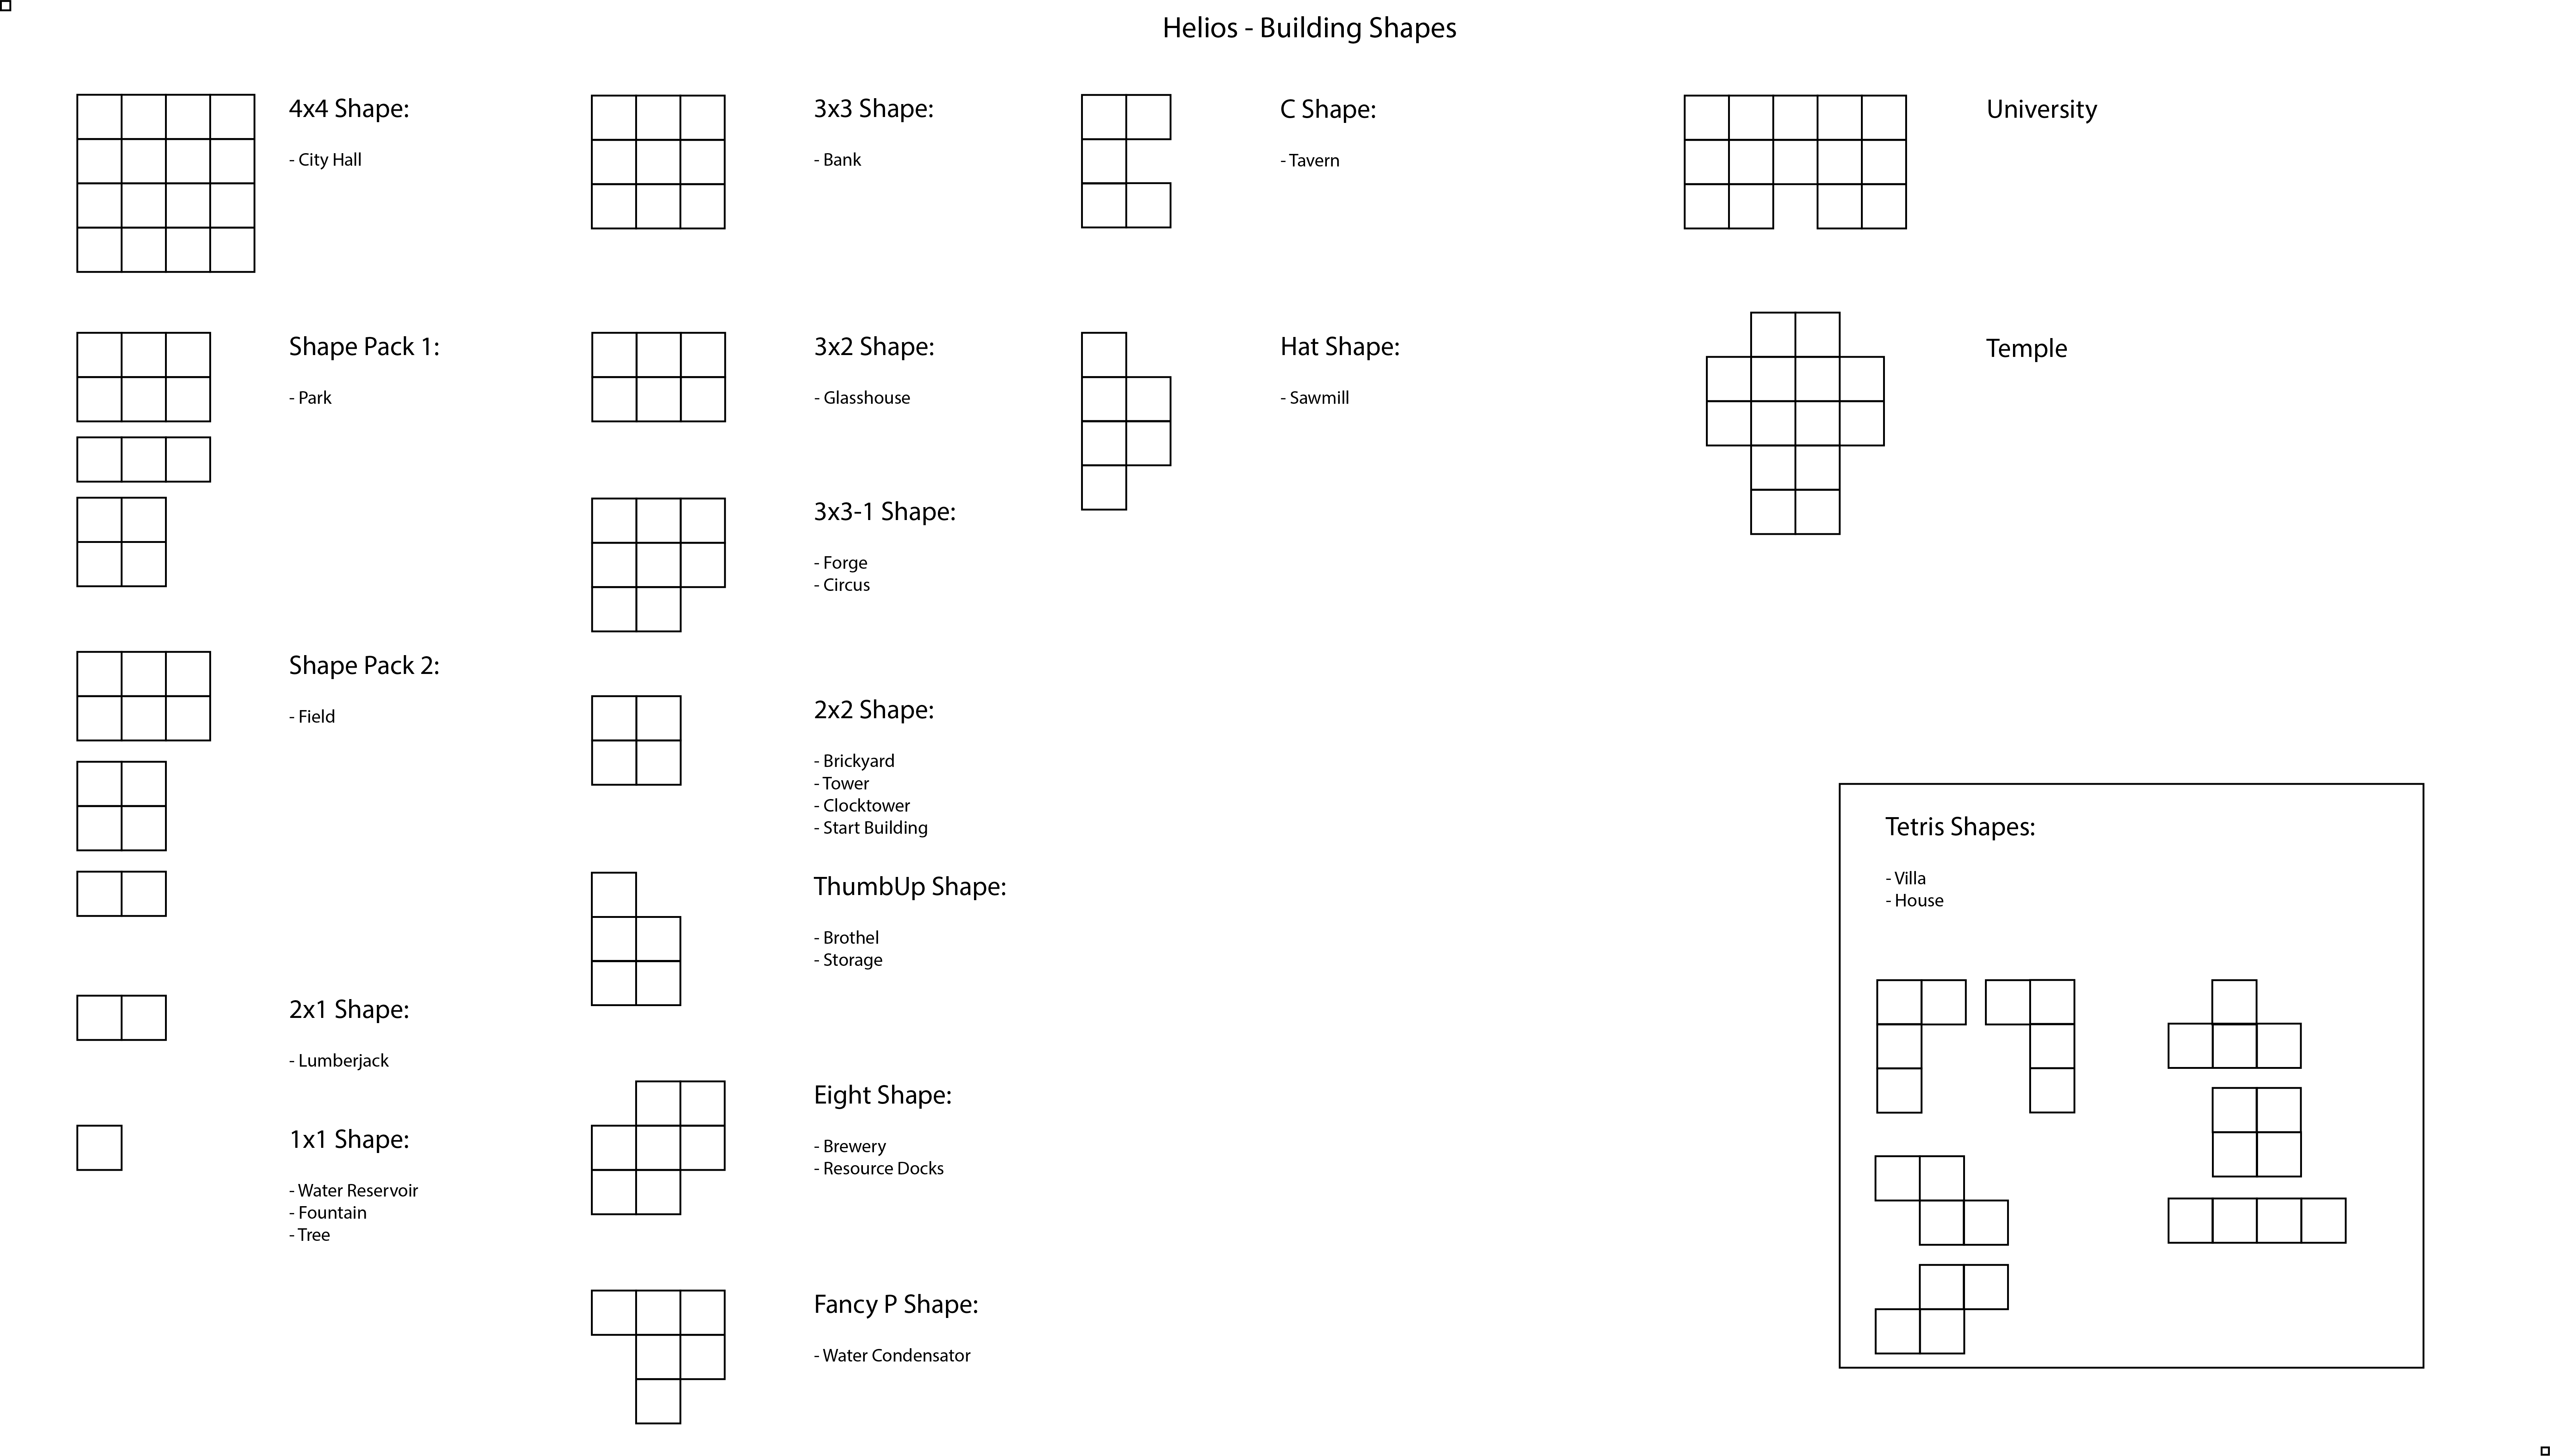 Helios - Building Shapes
4x4 Shape:
- City Hall
Shape Pack 1:
- Park
Shape Pack 2:
- Field
2x1 Shape:
- Lumberjack
1x1 Shape:
- Water Reservoir
- Fountain
- Tree
3x3 Shape:
- Bank
3x2 Shape:
- Glasshouse
3x3-1 Shape:
- Forge
- Circus
2x2 Shape:
- Brickyard
- Tower
- Clocktower
- Start Building
ThumbUp Shape:
- Brothel
- Storage
Eight Shape:
- Brewery
- Resource Docks
Fancy P Shape:
- Water Condensator
C Shape:
- Tavern
Hat Shape:
- Sawmill
University
Temple
Tetris Shapes:
- Villa
- House